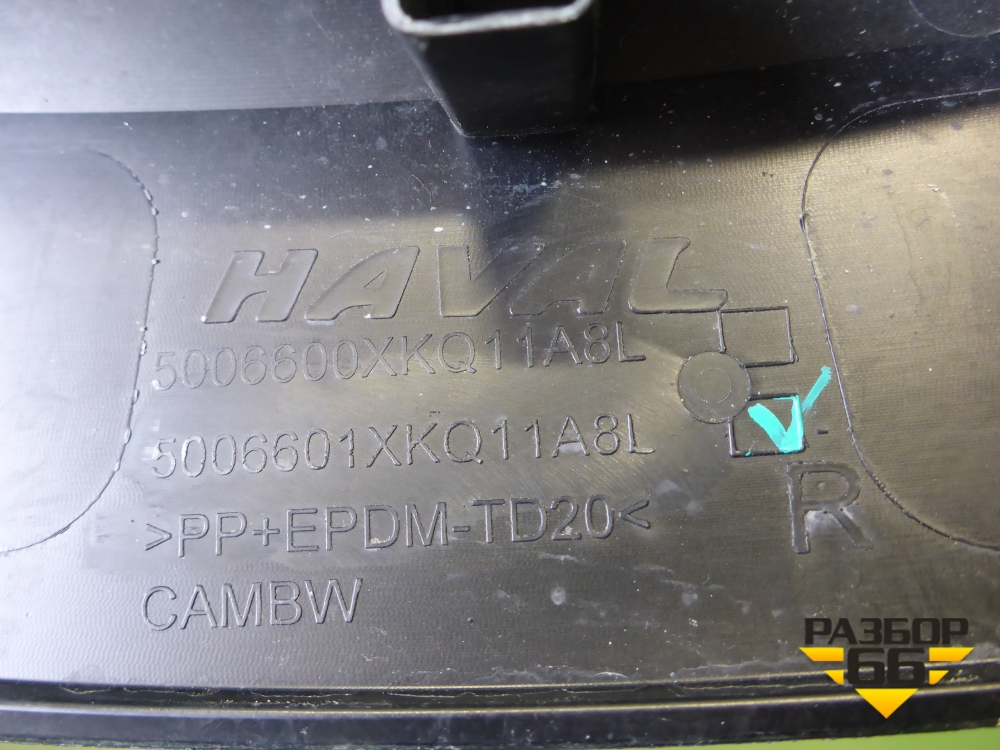 HAVAL
5006600XKQ11A8L
5006601XKQ11A8L
R
>PP+EPDM-TD20<
CAMBW
РАЗБОР
66